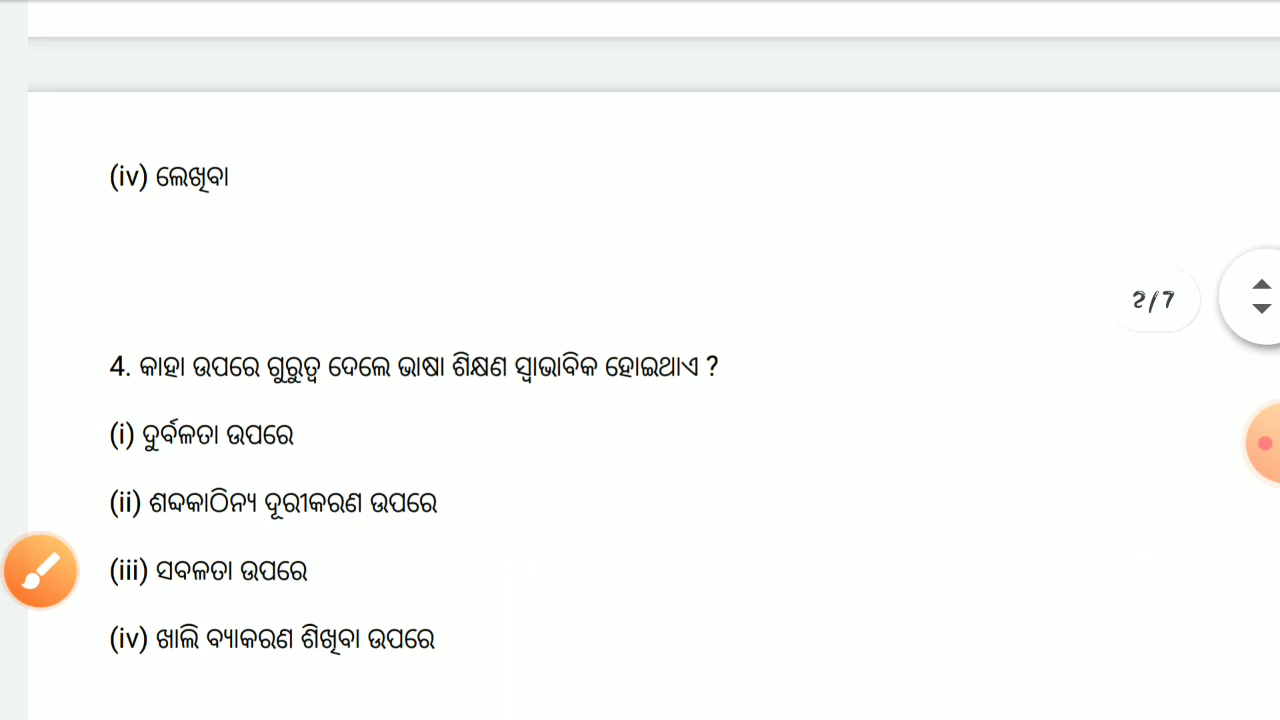 (iv) ଲେଖିବା
2/7
4. କାହା ଉପରେ ଗୁରୁତ୍ୱ ଦେଲେ ଭାଷା ଶିକ୍ଷଣ ସ୍ୱାଭାବିକ ହୋଇଥାଏ ?
(i) ଦୁର୍ବଳତା ଉପରେ
(ii) ଶବ୍ଦକାଠିନ୍ୟ ଦୂରୀକରଣ ଉପରେ
(iii) ସବଳତା ଉପରେ
(iv) ଖାଲି ବ୍ୟାକରଣ ଶିଖିବା ଉପରେ